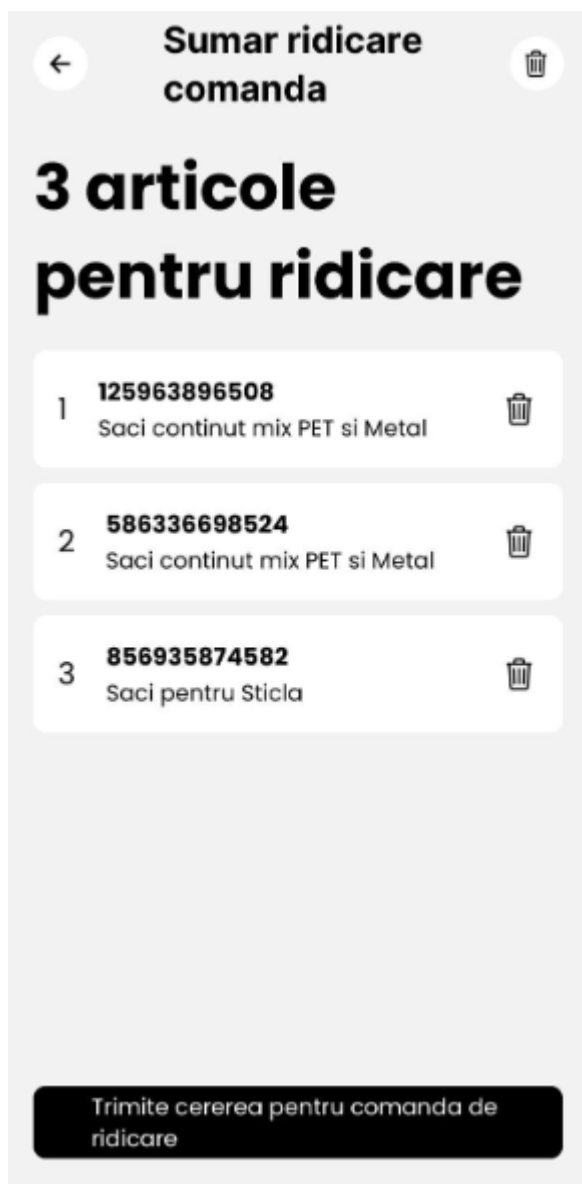 Sumar ridicare
comanda
3 articole
pentru ridicare
1 125963896508
Saci continut mix PET si Metal
2 586336698524
Saci continut mix PET si Metal
3 856935874582
Saci pentru Sticla
Trimite cererea pentru comanda de
ridicare